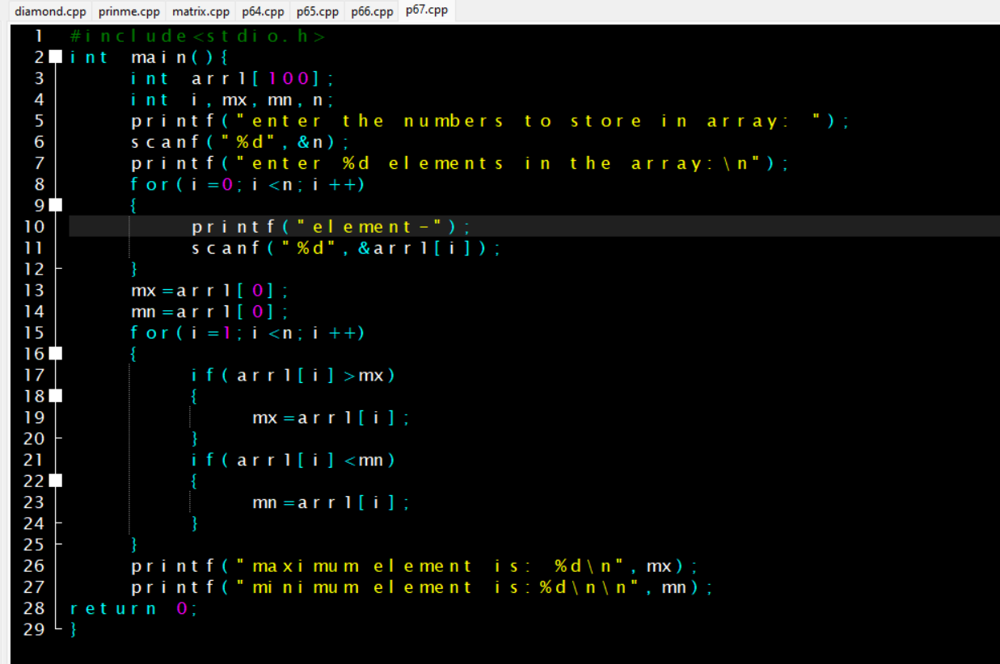 diamond.cpp prinme.cpp matrix.cpp p64.cpp p65.cpp p66.cpp p67.cpp
1 #include<stdio.h>
2 int main(){
3 int arr1[100];
4 int i,mx,mn,n;
5 printf("enter the numbers to store in array: ");
6 scanf("%d",&n);
7 printf("enter %d elements in the array:\n");
8 for(i=0;i<n;i++)
9 {
10 printf("element-");
11 scanf("%d",&arr1[i]);
12 }
13 mx=arr1[0];
14 mn=arr1[0];
15 for(i=1;i<n;i++)
16 {
17 if(arr1[i]>mx)
18 {
19 mx=arr1[i];
20 }
21 if(arr1[i]<mn)
22 {
23 mn=arr1[i];
24 }
25 }
26 printf("maximum element is: %d\n",mx);
27 printf("minimum element is:%d\n\n",mn);
28 return 0;
29 }